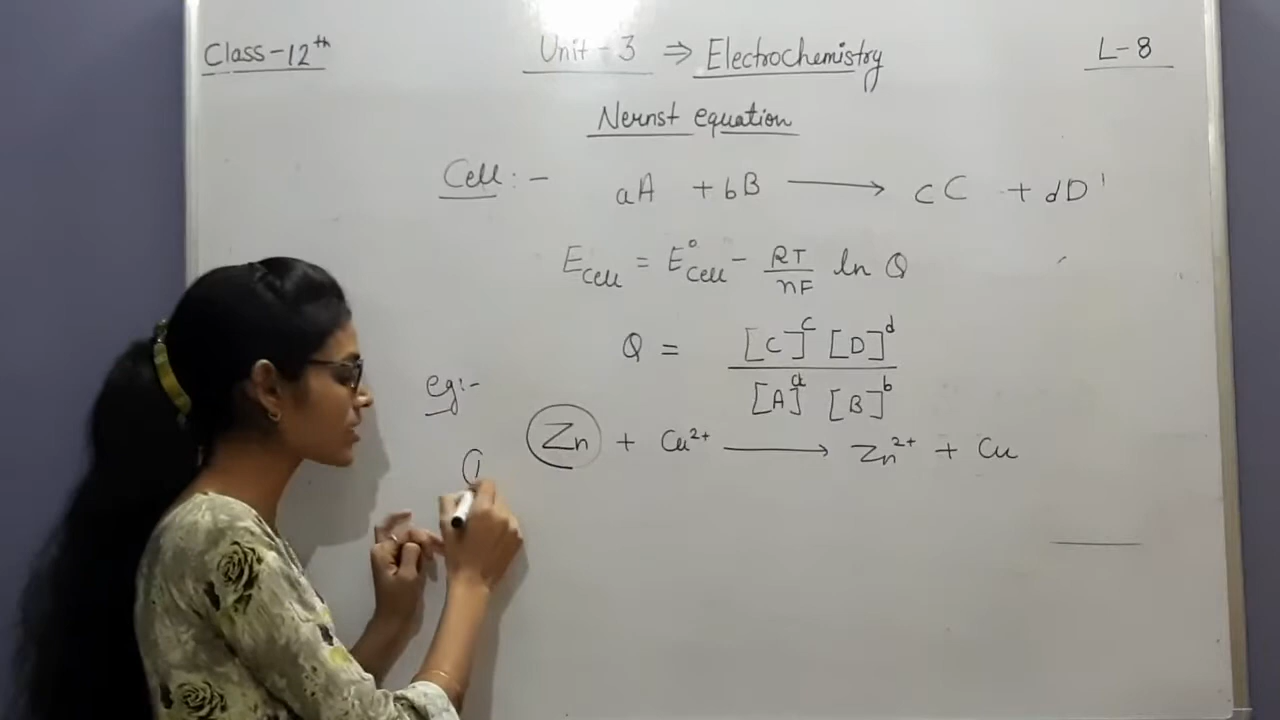 Class-12th Unit-3 ⇒ Electrochemistry L-8
Nernst equation
Cell:- aA + bB ⟶ cC + dD
E_Cell = E°_Cell - RT/nF ln Q
Q = [C]^c [D]^d / [A]^a [B]^b
eg:-
Zn + Cu²⁺ ⟶ Zn²⁺ + Cu